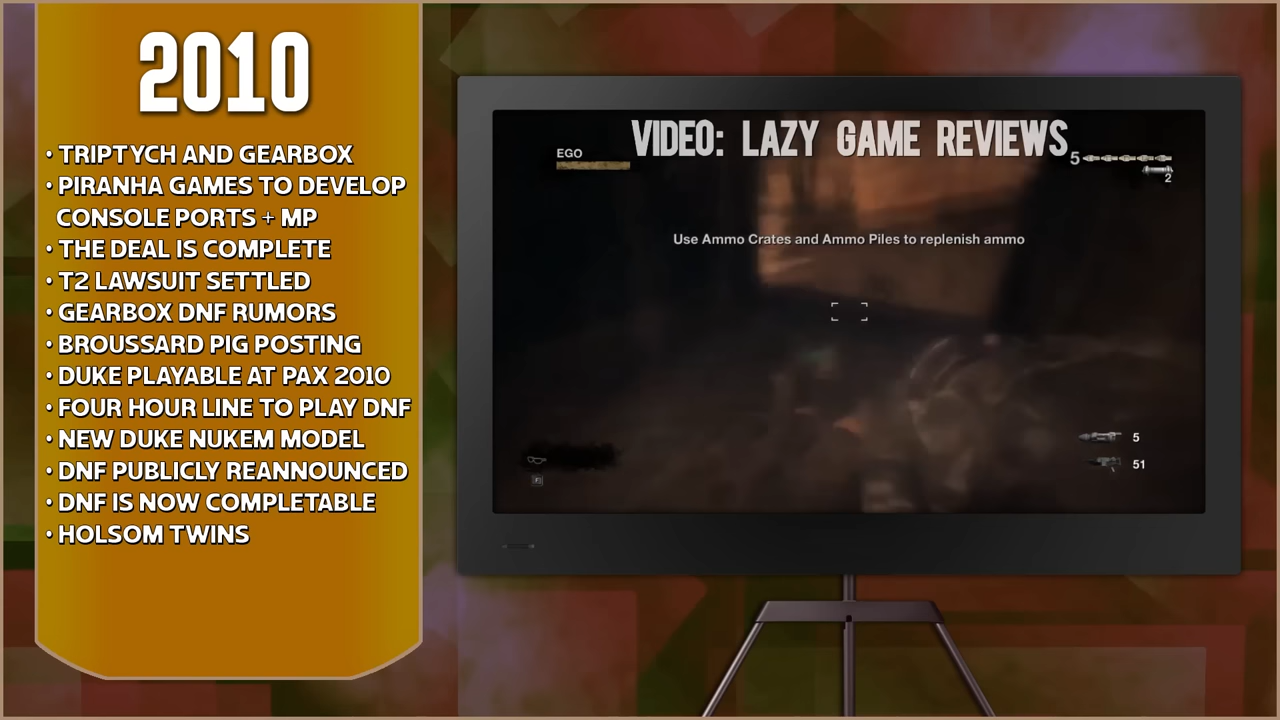 2010
• TRIPTYCH AND GEARBOX
• PIRANHA GAMES TO DEVELOP
CONSOLE PORTS + MP
• THE DEAL IS COMPLETE
• T2 LAWSUIT SETTLED
• GEARBOX DNF RUMORS
• BROUSSARD PIG POSTING
• DUKE PLAYABLE AT PAX 2010
• FOUR HOUR LINE TO PLAY DNF
• NEW DUKE NUKEM MODEL
• DNF PUBLICLY REANNOUNCED
• DNF IS NOW COMPLETABLE
• HOLSOM TWINS
VIDEO: LAZY GAME REVIEWS
EGO
5
2
Use Ammo Crates and Ammo Piles to replenish ammo
5
51